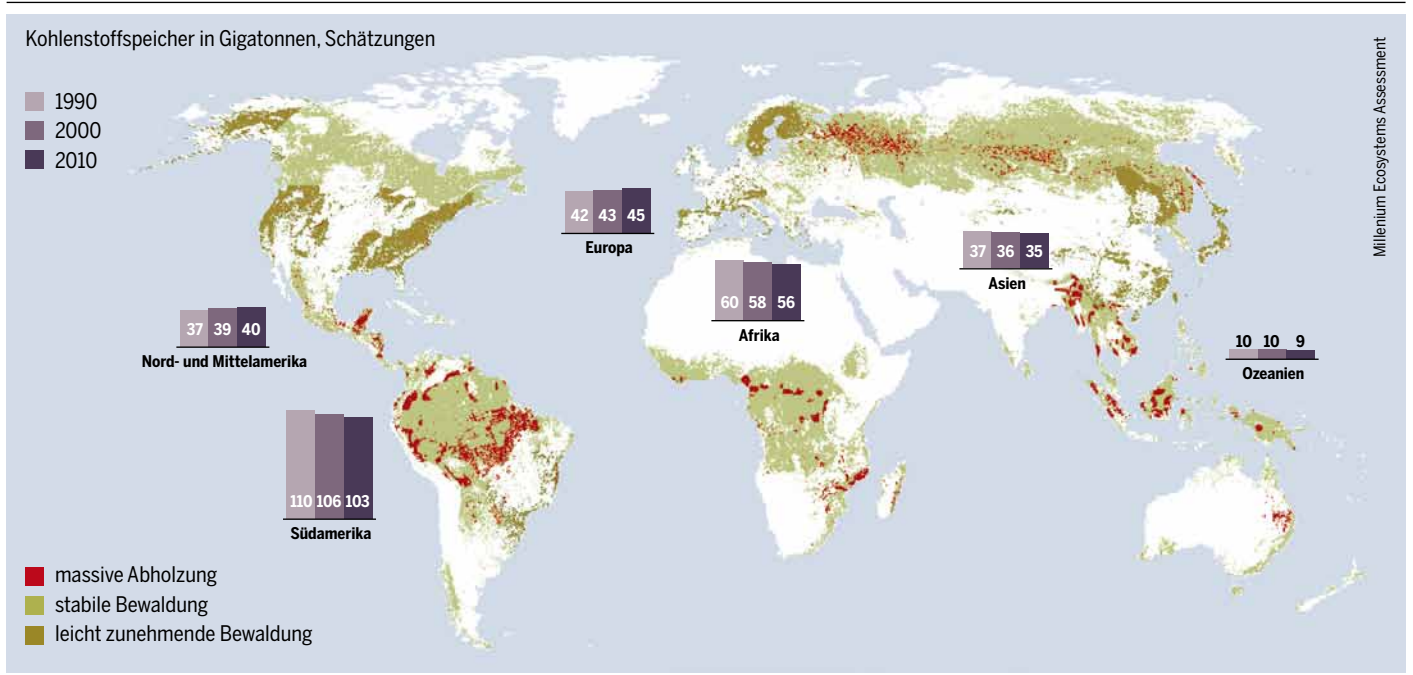 Kohlenstoffspeicher in Gigatonnen, Schätzungen
1990
2000
2010
Millenium Ecosystems Assessment
42 43 45
Europa
37 36 35
Asien
60 58 56
Afrika
37 39 40
Nord- und Mittelamerika
10 10 9
Ozeanien
110 106 103
Südamerika
massive Abholzung
stabile Bewaldung
leicht zunehmende Bewaldung